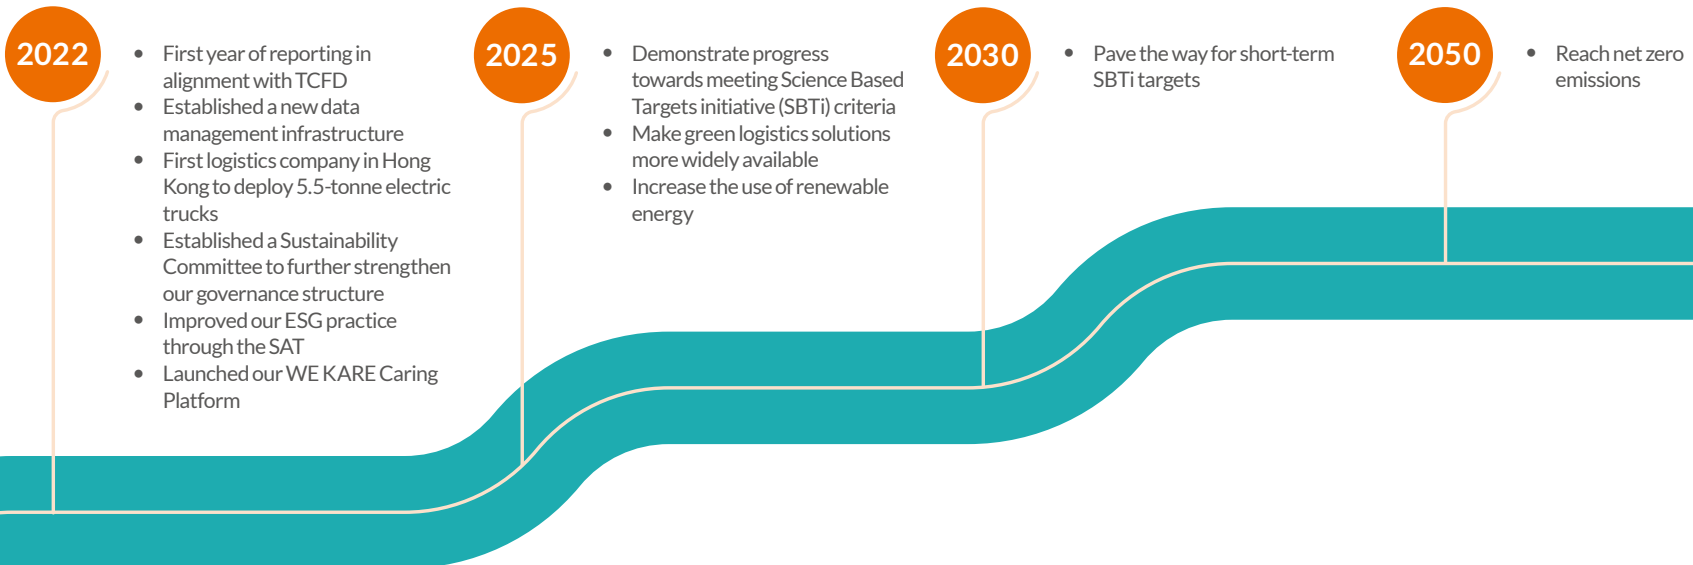 2022
• First year of reporting in
alignment with TCFD
• Established a new data
management infrastructure
• First logistics company in Hong
Kong to deploy 5.5-tonne electric
trucks
• Established a Sustainability
Committee to further strengthen
our governance structure
• Improved our ESG practice
through the SAT
• Launched our WE KARE Caring
Platform
2025
• Demonstrate progress
towards meeting Science Based
Targets initiative (SBTi) criteria
• Make green logistics solutions
more widely available
• Increase the use of renewable
energy
2030
• Pave the way for short-term
SBTi targets
2050
• Reach net zero
emissions